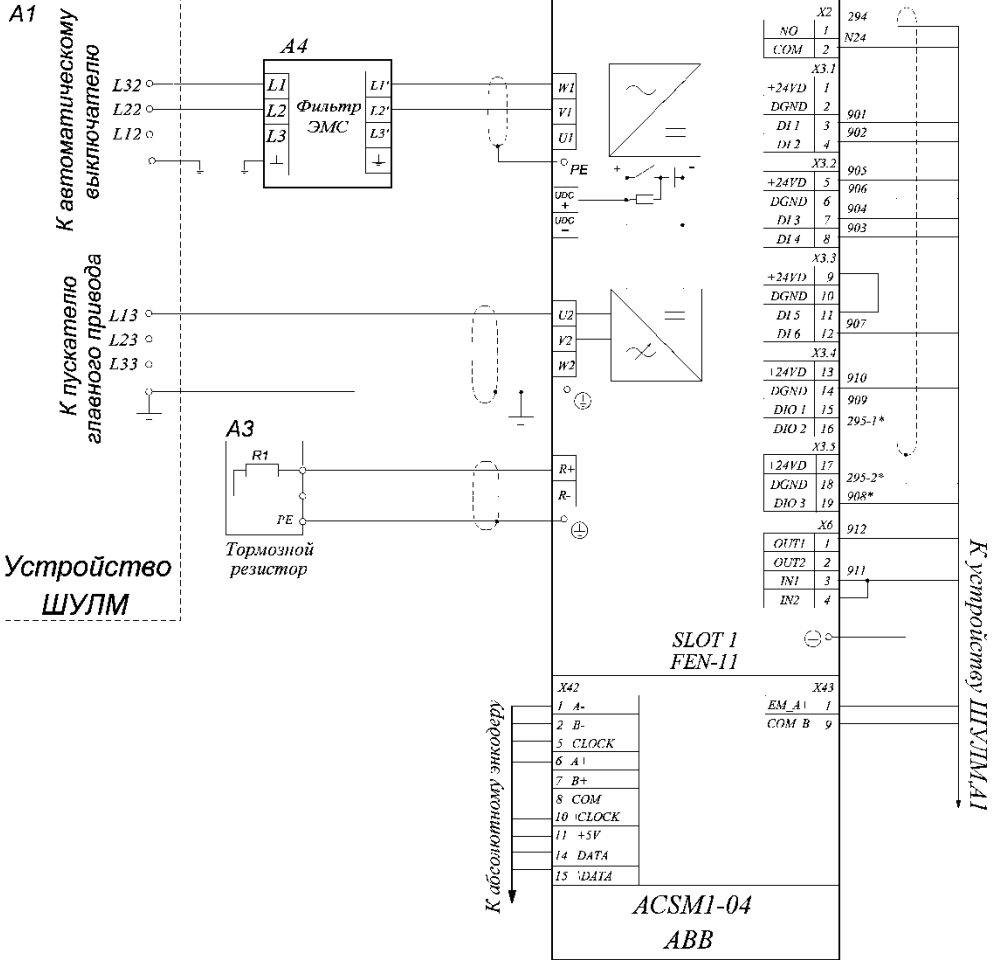 A1
К автоматическому
выключателю
L32
L22
L12
A4
L1
L2
L3
Фильтр
ЭМС
L1'
L2'
L3'
W1
V1
U1
PE
UDC
+
UDC
-
+
-
К пускателю
главного привода
L13
L23
L33
U2
V2
W2
A3
R1
PE
Тормозной
резистор
R+
R-
Устройство
ШУЛМ
X2
NO 1 294
COM 2 N24
X3.1
+24VD 1
DGND 2
DI 1 3 901
DI 2 4 902
X3.2
+24VD 5 905
DGND 6 906
DI 3 7 904
DI 4 8 903
X3.3
+24VD 9
DGND 10
DI 5 11
DI 6 12 907
X3.4
+24VD 13
DGND 14 910
DIO 1 15 909
DIO 2 16 295-1*
X3.5
+24VD 17
DGND 18 295-2*
DIO 3 19 908*
X6
OUT1 1 912
OUT2 2
IN1 3 911
IN2 4
SLOT 1
FEN-11
К устройству ШУЛМ.A1
К абсолютному энкодеру
X42
1 A-
2 B-
5 CLOCK
6 A+
7 B+
8 COM
10 \CLOCK
11 +5V
14 DATA
15 \DATA
X43
EM_A+ 1
COM B 9
ACSM1-04
ABB